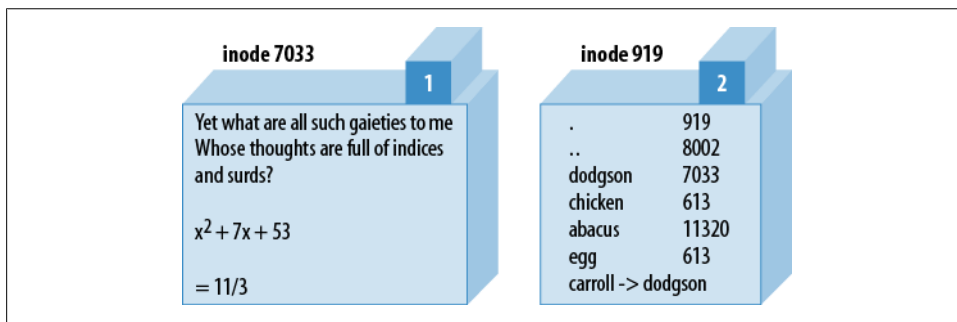 inode 7033
1
Yet what are all such gaieties to me
Whose thoughts are full of indices
and surds?
x² + 7x + 53
= 11/3
inode 919
2
. 919
.. 8002
dodgson 7033
chicken 613
abacus 11320
egg 613
carroll -> dodgson